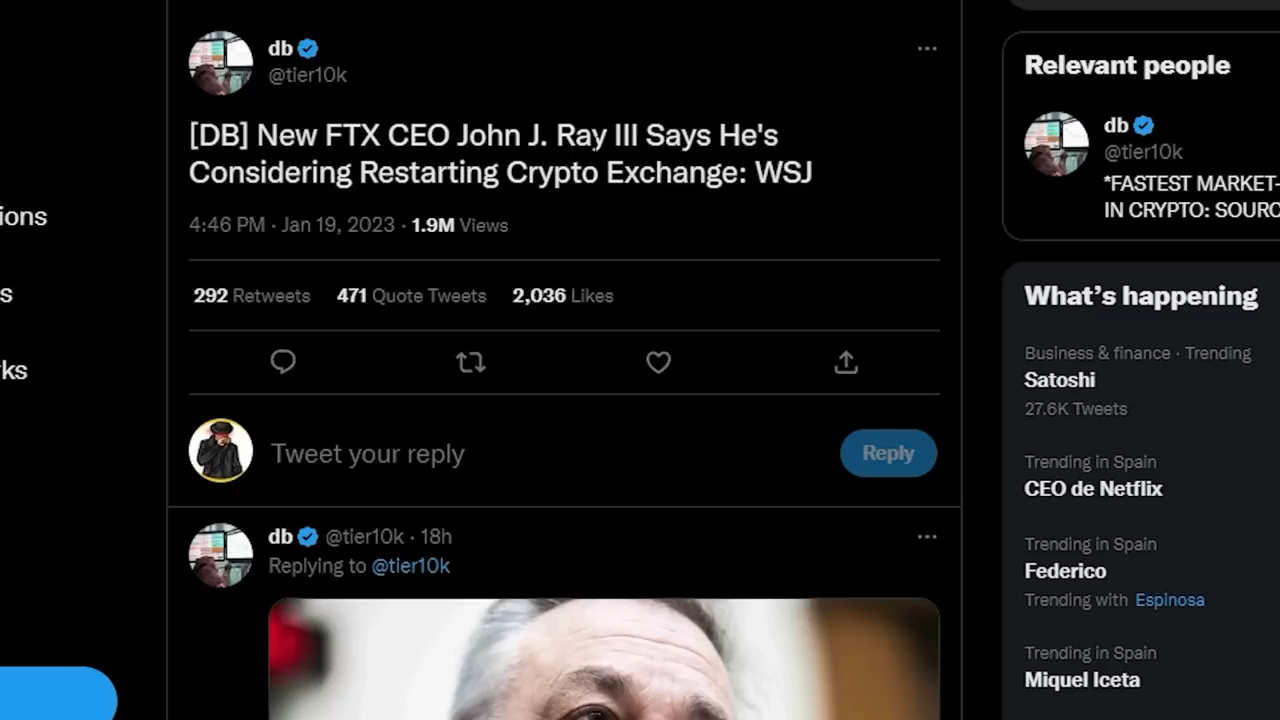 db
@tier10k
[DB] New FTX CEO John J. Ray III Says He's
Considering Restarting Crypto Exchange: WSJ
4:46 PM · Jan 19, 2023 · 1.9M Views
292 Retweets 471 Quote Tweets 2,036 Likes
Tweet your reply
Reply
db @tier10k · 18h
Replying to @tier10k
Relevant people
db
@tier10k
*FASTEST MARKET-
IN CRYPTO: SOURC
What's happening
Business & finance · Trending
Satoshi
27.6K Tweets
Trending in Spain
CEO de Netflix
Trending in Spain
Federico
Trending with Espinosa
Trending in Spain
Miquel Iceta
ions
s
ks